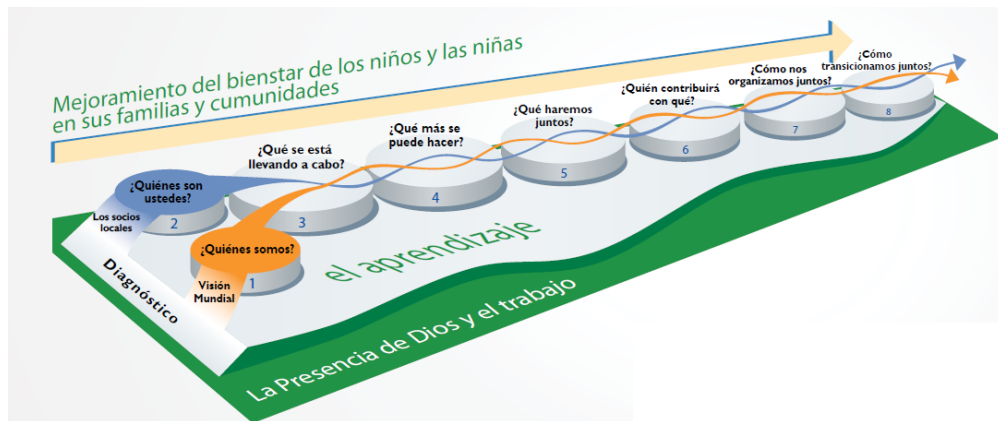 Mejoramiento del bienstar de los niños y las niñas
en sus familias y cumunidades
¿Quiénes somos?
1
Visión
Mundial
¿Quiénes son
ustedes?
2
Los socios
locales
Diagnóstico
¿Qué se está
llevando a cabo?
3
¿Qué más se
puede hacer?
4
¿Qué haremos
juntos?
5
¿Quién contribuirá
con qué?
6
¿Cómo nos
organizamos juntos?
7
¿Cómo
transicionamos juntos?
8
el aprendizaje
La Presencia de Dios y el trabajo